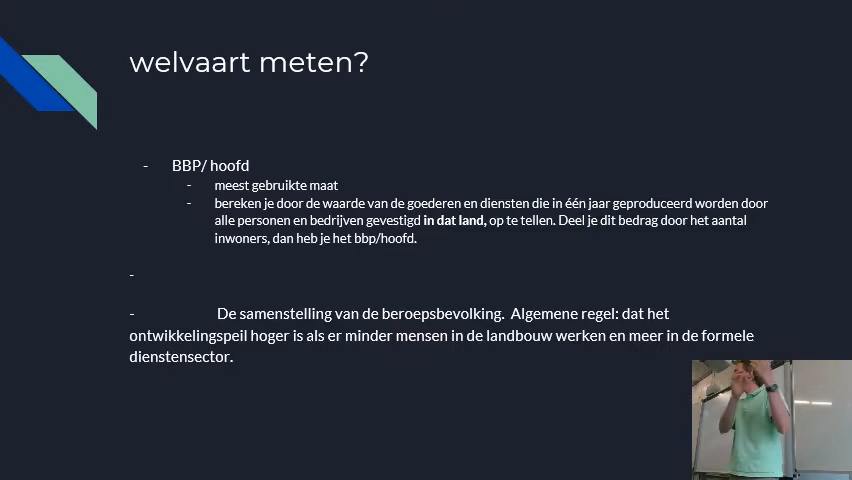 welvaart meten?
- BBP/ hoofd
- meest gebruikte maat
- bereken je door de waarde van de goederen en diensten die in één jaar geproduceerd worden door
alle personen en bedrijven gevestigd in dat land, op te tellen. Deel je dit bedrag door het aantal
inwoners, dan heb je het bbp/hoofd.
-
- De samenstelling van de beroepsbevolking. Algemene regel: dat het
ontwikkelingspeil hoger is als er minder mensen in de landbouw werken en meer in de formele
dienstensector.